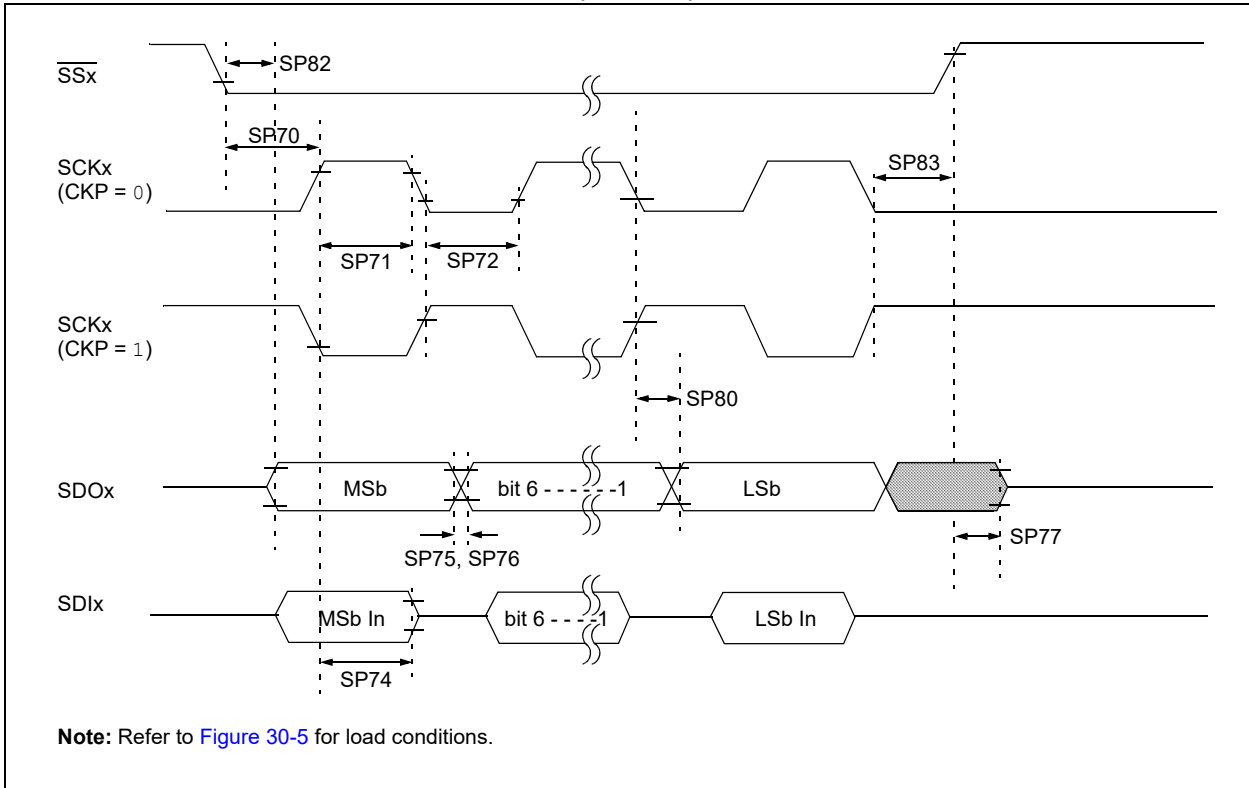 SSx
SP82
SP70
SCKx
(CKP = 0)
SP83
SP71
SP72
SCKx
(CKP = 1)
SP80
SDOx
MSb
bit 6 - - - - - -1
LSb
SP75, SP76
SP77
SDIx
MSb In
bit 6 - - - -1
LSb In
SP74
Note: Refer to Figure 30-5 for load conditions.